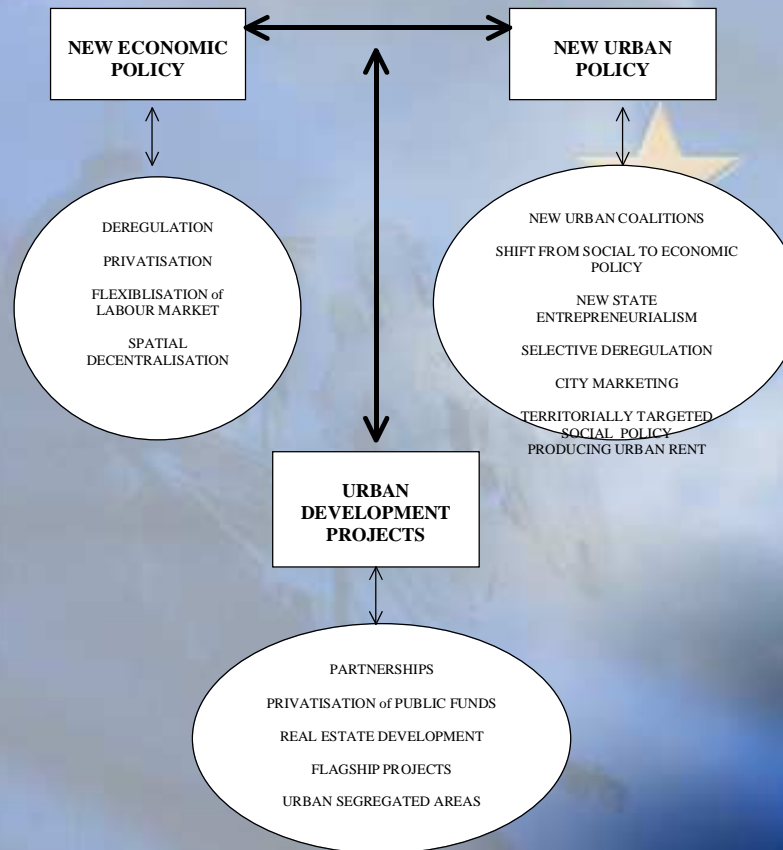 NEW ECONOMIC
POLICY
NEW URBAN
POLICY
DEREGULATION
PRIVATISATION
FLEXIBLISATION of
LABOUR MARKET
SPATIAL
DECENTRALISATION
NEW URBAN COALITIONS
SHIFT FROM SOCIAL TO ECONOMIC
POLICY
NEW STATE
ENTREPRENEURIALISM
SELECTIVE DEREGULATION
CITY MARKETING
TERRITORIALLY TARGETED
SOCIAL POLICY
PRODUCING URBAN RENT
URBAN
DEVELOPMENT
PROJECTS
PARTNERSHIPS
PRIVATISATION of PUBLIC FUNDS
REAL ESTATE DEVELOPMENT
FLAGSHIP PROJECTS
URBAN SEGREGATED AREAS